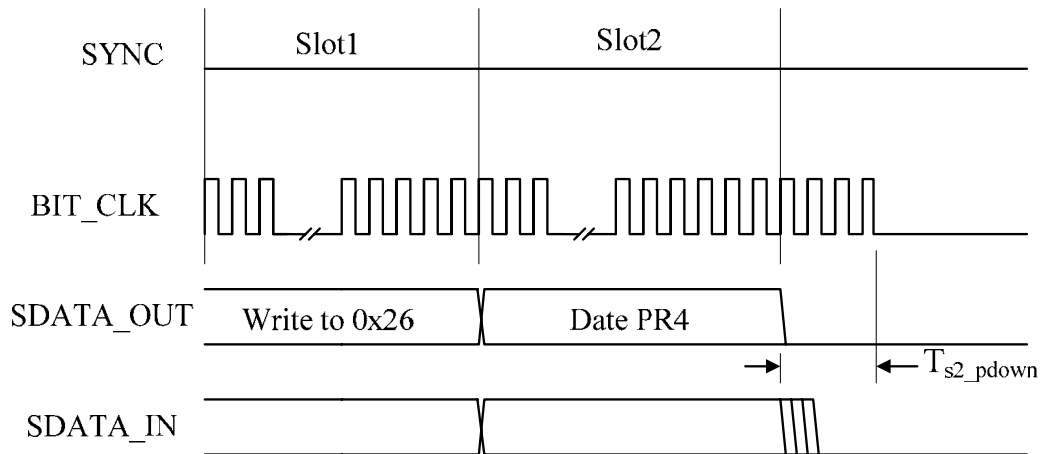 Slot1 Slot2
SYNC
BIT_CLK
SDATA_OUT Write to 0x26 Date PR4
Ts2_pdown
SDATA_IN